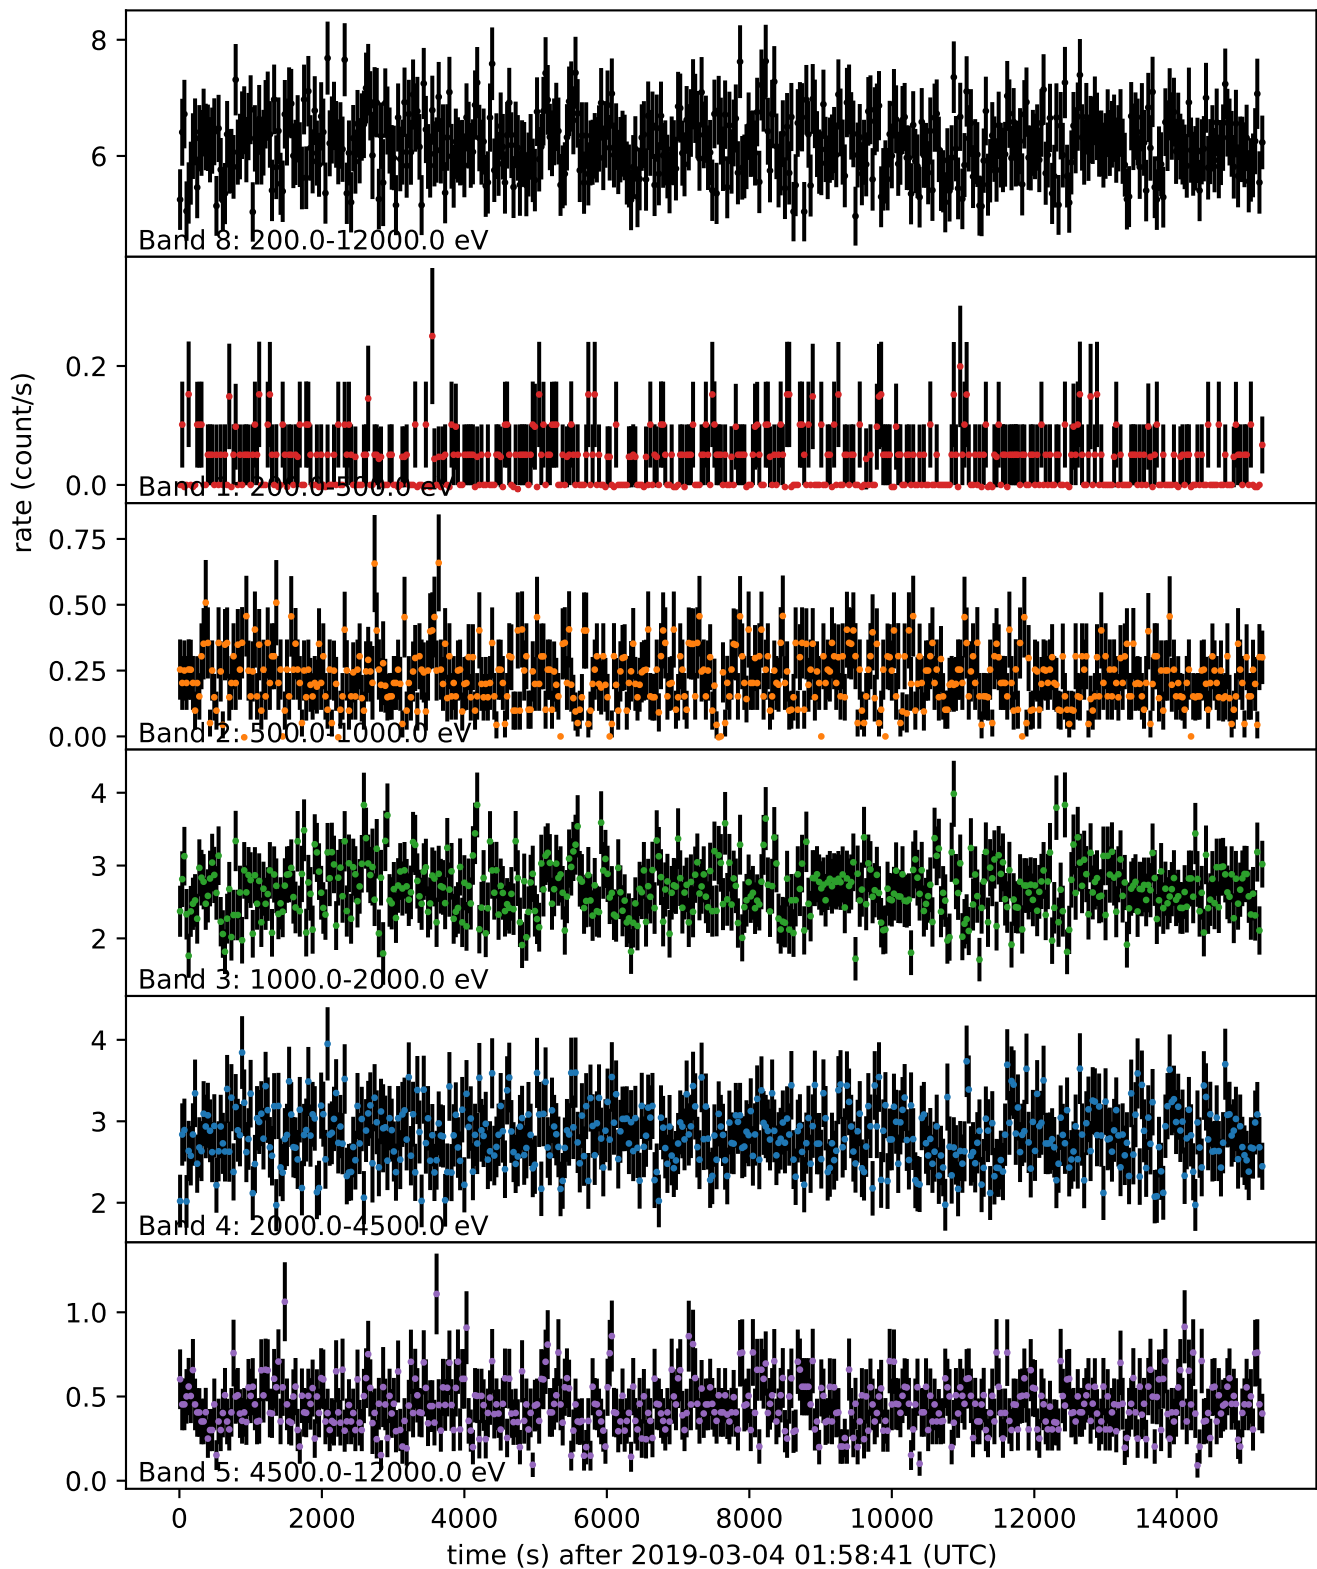 8
6
Band 8: 200.0-12000.0 eV
0.2
0.0
Band 1: 200.0-500.0 eV
rate (count/s)
0.75
0.50
0.25
0.00
Band 2: 500.0-1000.0 eV
4
3
2
Band 3: 1000.0-2000.0 eV
4
3
2
Band 4: 2000.0-4500.0 eV
1.0
0.5
0.0
Band 5: 4500.0-12000.0 eV
0 2000 4000 6000 8000 10000 12000 14000
time (s) after 2019-03-04 01:58:41 (UTC)